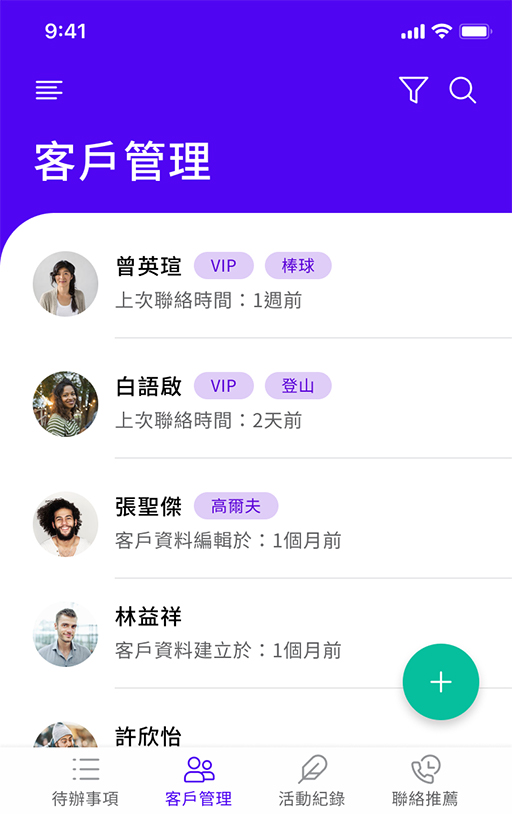 9:41
客戶管理
曾英瑄 VIP 棒球
上次聯絡時間：1週前
白語啟 VIP 登山
上次聯絡時間：2天前
張聖傑 高爾夫
客戶資料編輯於：1個月前
林益祥
客戶資料建立於：1個月前
許欣怡
待辦事項 客戶管理 活動紀錄 聯絡推薦